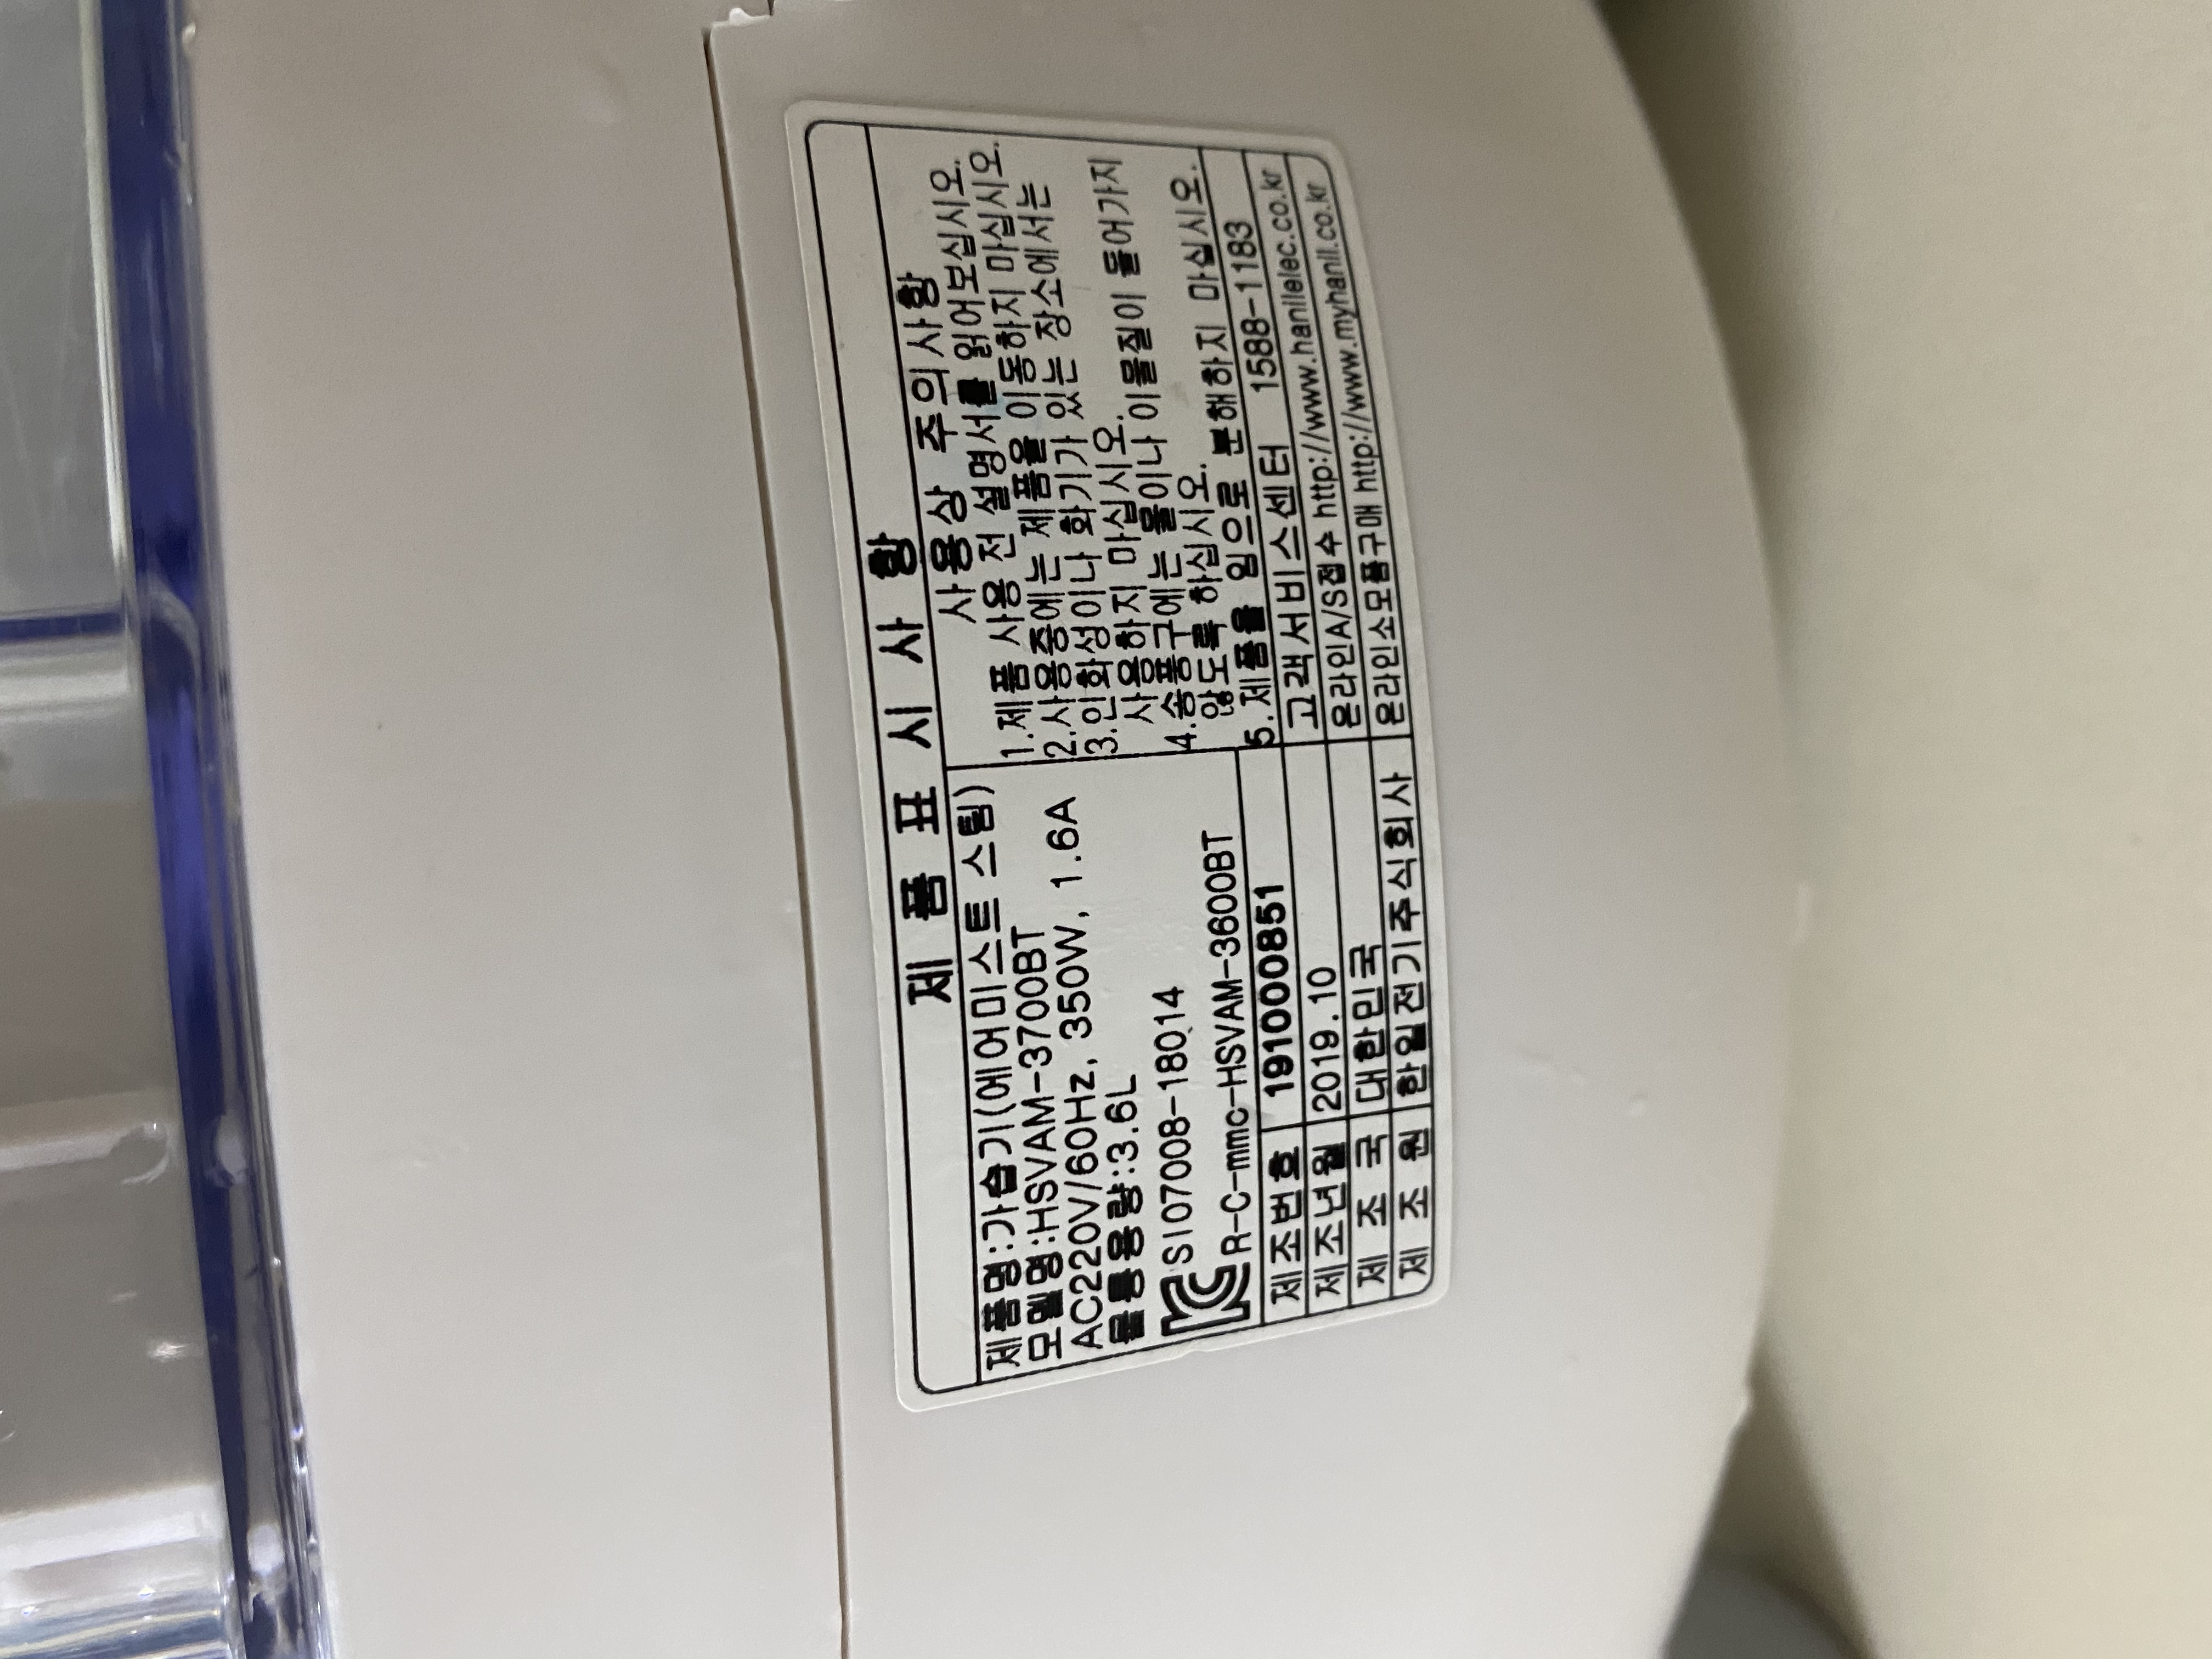 제 품 표 시 사 항
제품명:가습기(에어미스트 스팀)
모델명:HSVAM-3700BT
AC220V/60Hz, 350W, 1.6A
물통용량:3.6L
SI07008-18014
R-C-mmc-HSVAM-3600BT
제조번호 191000851
제조년월 2019.10
제 조 국 대한민국
제 조 원 한일전기주식회사
사용상 주의사항
1.제품 사용전 설명서를 읽어보십시오.
2.사용중에는 제품을 이동하지 마십시오.
3.인화성이나 화기가 있는 장소에서는
사용하지 마십시오.
4.송풍구에는 물이나 이물질이 들어가지
않도록 하십시오.
5.제품을 임으로 분해하지 마십시오.
고객서비스센터 1588-1183
온라인A/S접수 http://www.hanilelec.co.kr
온라인소모품구매 http://www.myhanil.co.kr